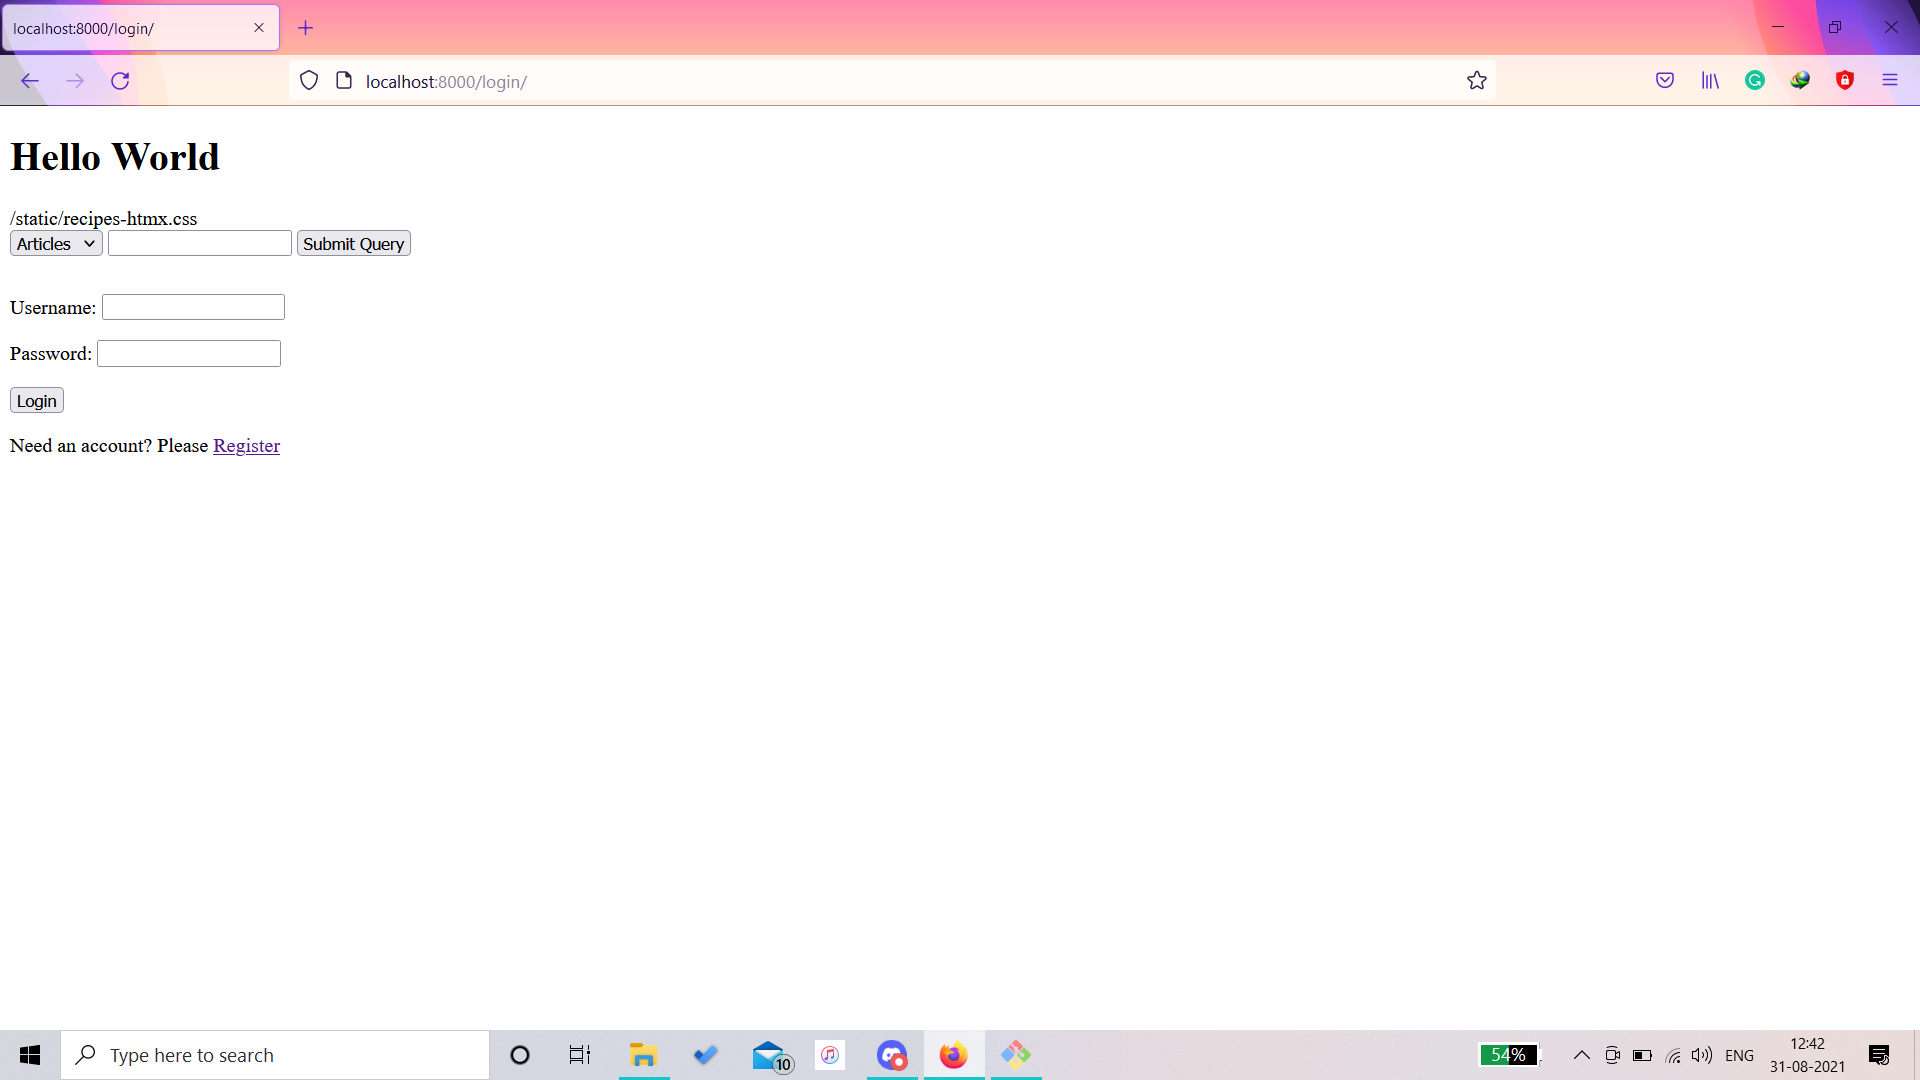 localhost:8000/login/
localhost:8000/login/
Hello World
/static/recipes-htmx.css
Articles Submit Query
Username:
Password:
Login
Need an account? Please Register
Type here to search
10
54%
ENG
12:42
31-08-2021
3